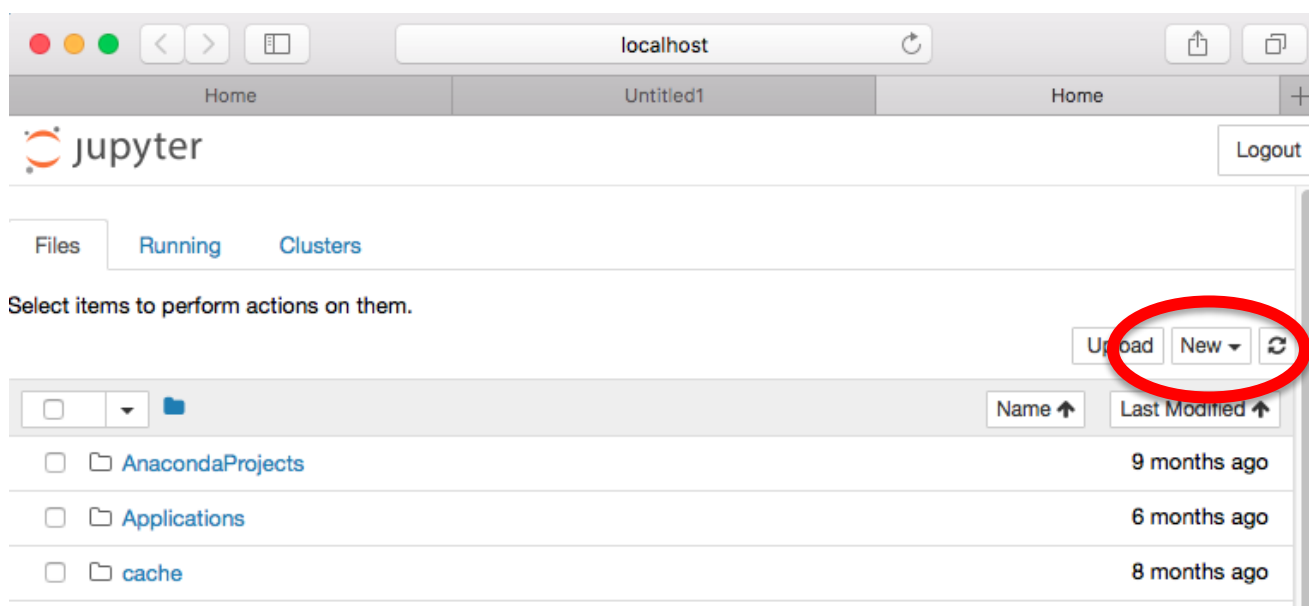 localhost
Home Untitled1 Home
jupyter
Logout
Files Running Clusters
Select items to perform actions on them.
Upload New
Name Last Modified
AnacondaProjects 9 months ago
Applications 6 months ago
cache 8 months ago